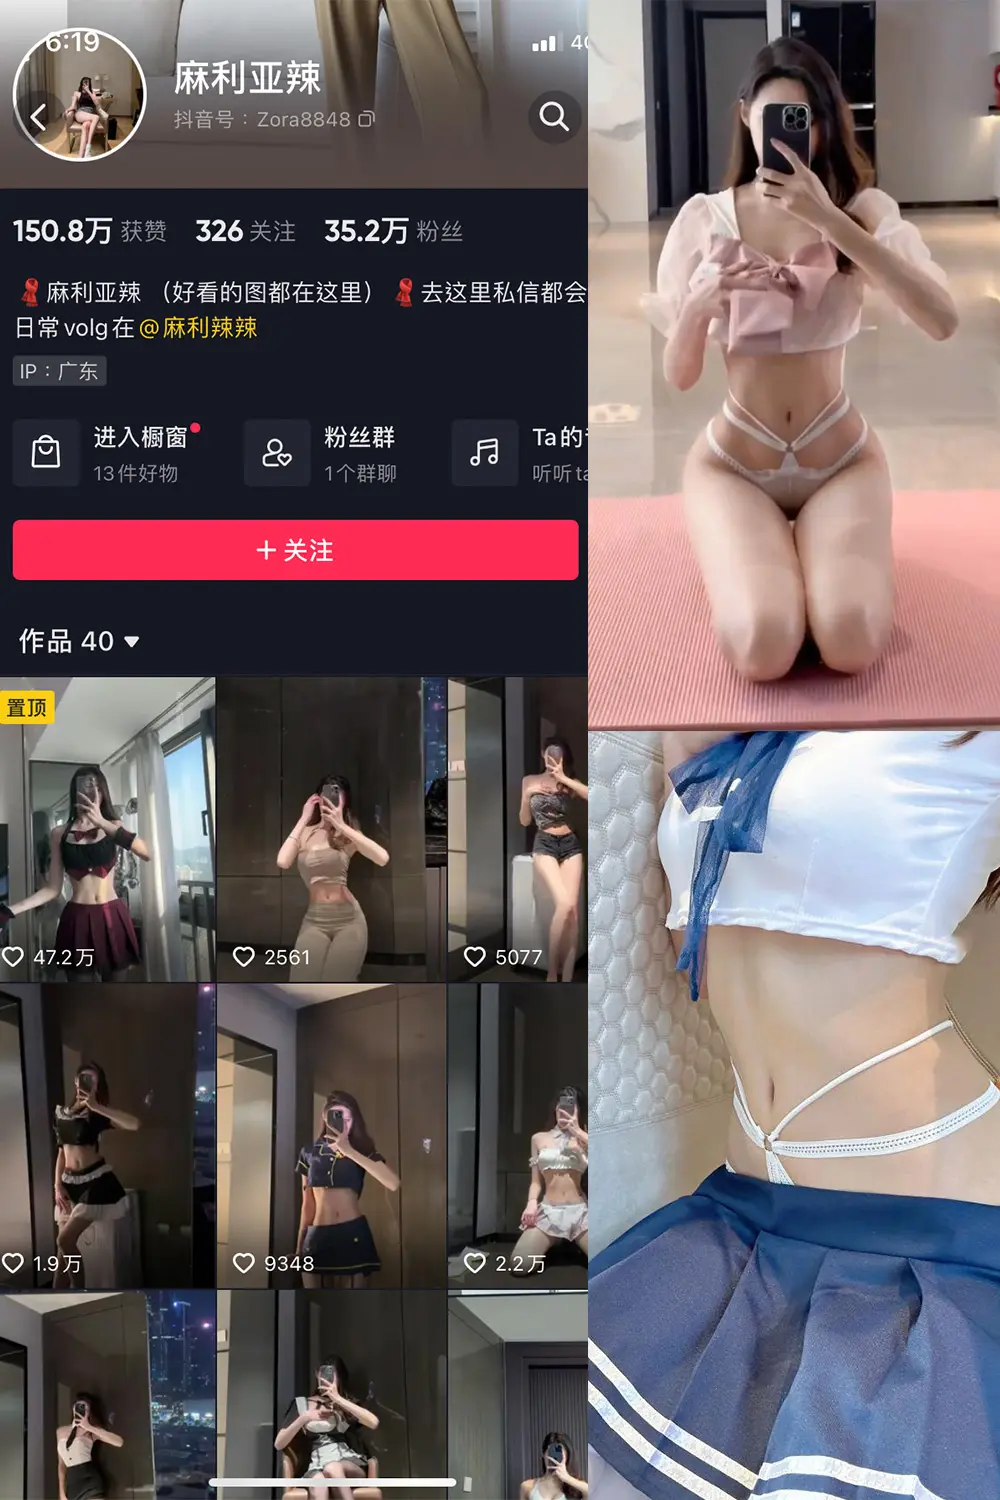 6:19
麻利亚辣
抖音号：Zora8848
150.8万 获赞 326 关注 35.2万 粉丝
麻利亚辣 （好看的图都在这里） 去这里私信都会
日常volg在@麻利辣辣
IP：广东
进入橱窗
13件好物
粉丝群
1个群聊
Ta的
听听ta
+ 关注
作品 40
置顶
47.2万
2561
5077
1.9万
9348
2.2万